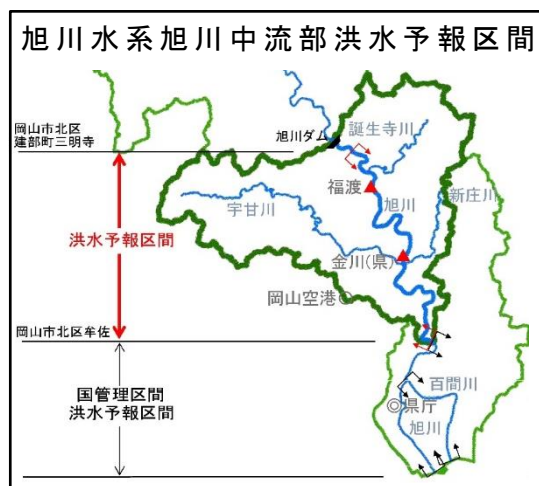 旭川水系旭川中流部洪水予報区間
岡山市北区
建部町三明寺
旭川ダム
誕生寺川
福渡
旭川
新庄川
宇甘川
洪水予報区間
金川(県)
岡山空港
岡山市北区牟佐
国管理区間
洪水予報区間
百間川
県庁
旭川